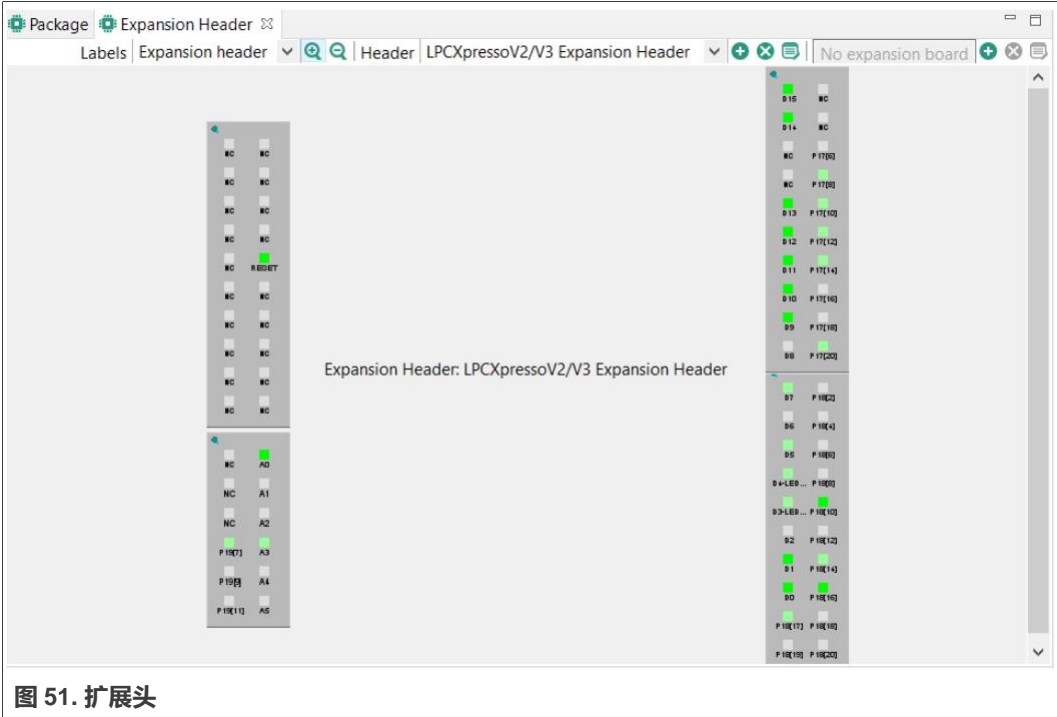 Package Expansion Header
Labels Expansion header Header LPCXpressoV2/V3 Expansion Header No expansion board
NC NC
NC NC
NC NC
NC NC
NC RESET
NC NC
NC NC
NC NC
NC NC
NC NC
NC A0
NC A1
NC A2
P19[7] A3
P19[9] A4
P19[11] A5
Expansion Header: LPCXpressoV2/V3 Expansion Header
D15 NC
D14 NC
NC P17[6]
NC P17[8]
D13 P17[10]
D12 P17[12]
D11 P17[14]
D10 P17[16]
D9 P17[18]
D8 P17[20]
D7 P18[2]
D6 P18[4]
D5 P18[6]
D4-LED... P18[8]
D3-LED... P18[10]
D2 P18[12]
D1 P18[14]
D0 P18[16]
P18[17] P18[18]
P18[19] P18[20]
图 51. 扩展头